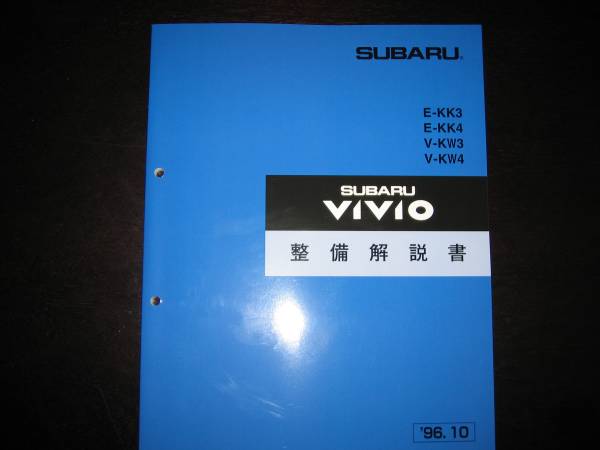 SUBARU®
E-KK3
E-KK4
V-KW3
V-KW4
SUBARU
VIVIO
整備解説書
'96.10